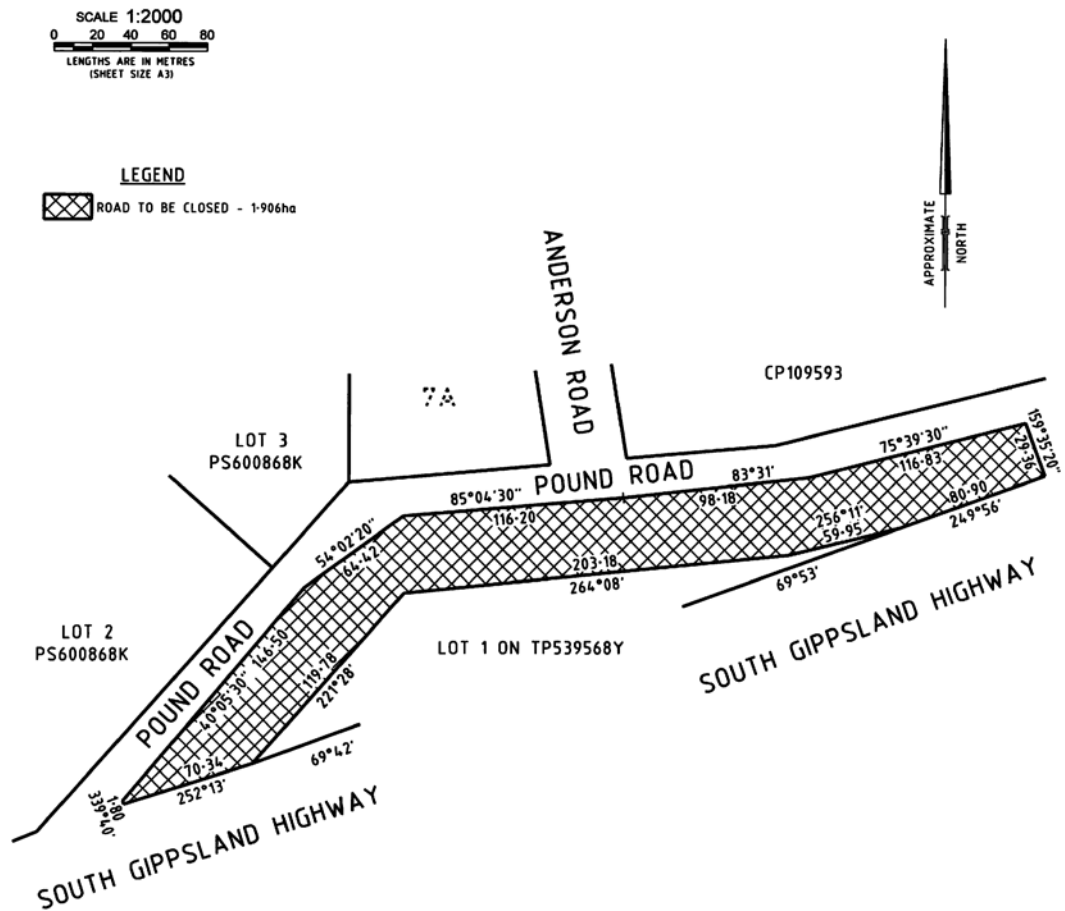 SCALE 1:2000
0 20 40 60 80
LENGTHS ARE IN METRES
(SHEET SIZE A3)
LEGEND
ROAD TO BE CLOSED - 1·906ha
APPROXIMATE
NORTH
ANDERSON ROAD
7A
CP109593
LOT 3
PS600868K
POUND ROAD
85°04'30"
116·20
83°31'
98·18
75°39'30"
116·83
159°35'20"
29·36
54°02'20"
64·42
256°11'
59·95
80·90
249°56'
203·18
264°08'
69°53'
SOUTH GIPPSLAND HIGHWAY
LOT 2
PS600868K
LOT 1 ON TP539568Y
POUND ROAD
40°05'30"
146·50
119·78
221°28'
70·34
252°13'
69°42'
1·80
339°40'
SOUTH GIPPSLAND HIGHWAY